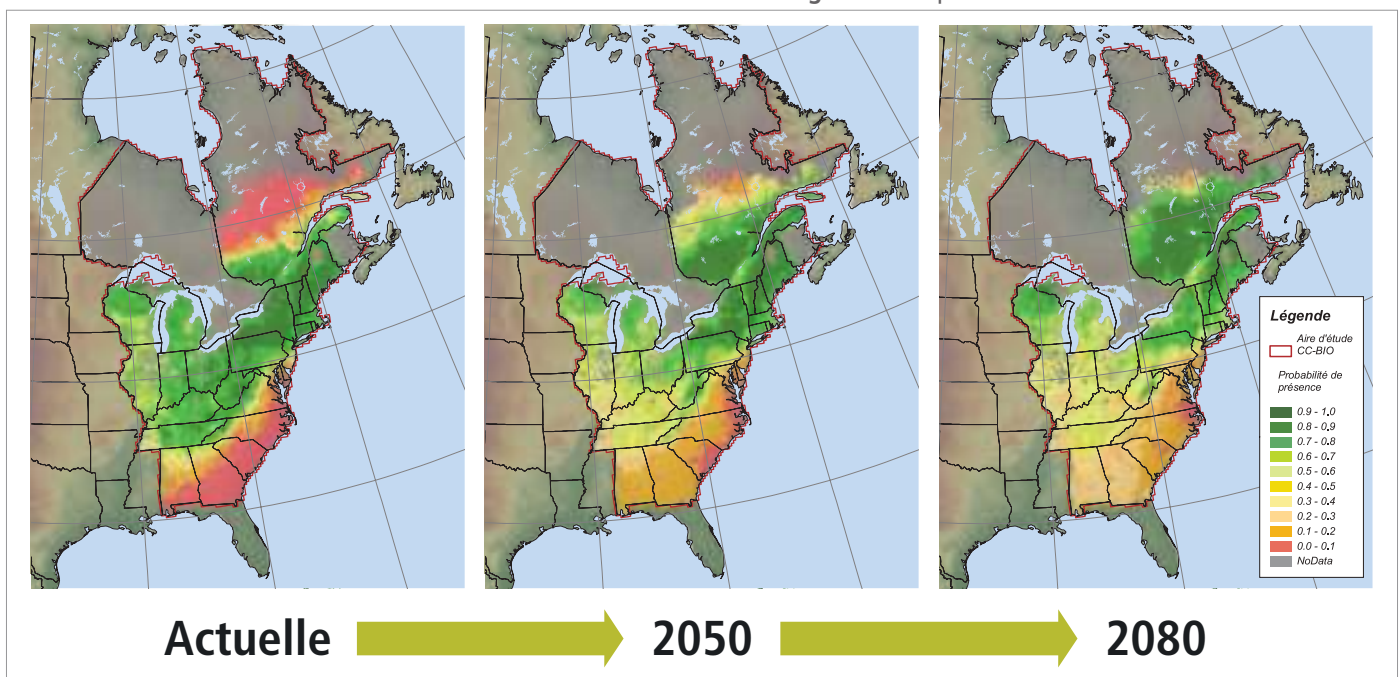 Légende
Aire d'étude
CC-BIO
Probabilité de
présence
0.9 - 1.0
0.8 - 0.9
0.7 - 0.8
0.6 - 0.7
0.5 - 0.6
0.4 - 0.5
0.3 - 0.4
0.2 - 0.3
0.1 - 0.2
0.0 - 0.1
NoData
Actuelle
2050
2080